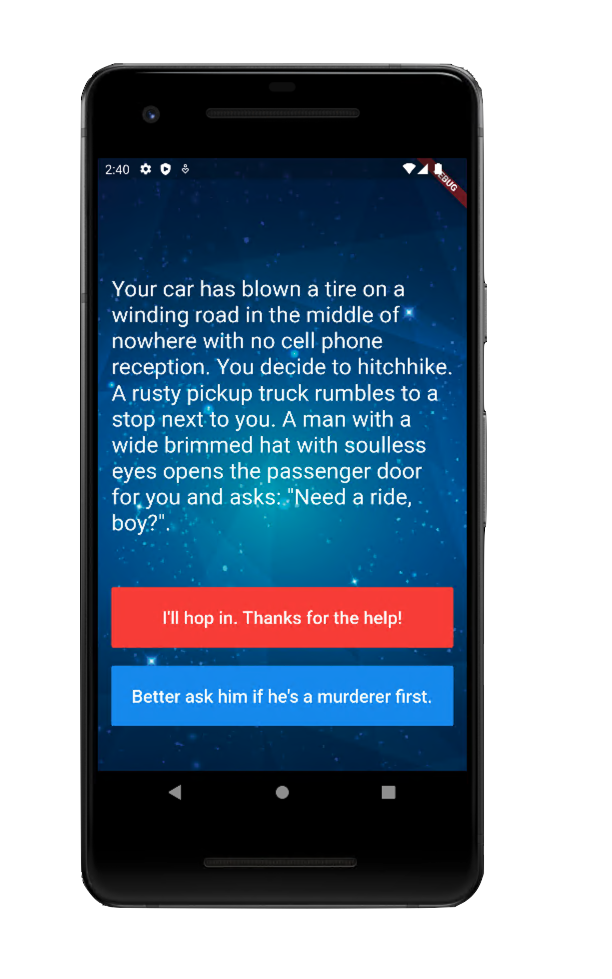 2:40
DEBUG
Your car has blown a tire on a
winding road in the middle of
nowhere with no cell phone
reception. You decide to hitchhike.
A rusty pickup truck rumbles to a
stop next to you. A man with a
wide brimmed hat with soulless
eyes opens the passenger door
for you and asks: "Need a ride,
boy?".
I'll hop in. Thanks for the help!
Better ask him if he's a murderer first.